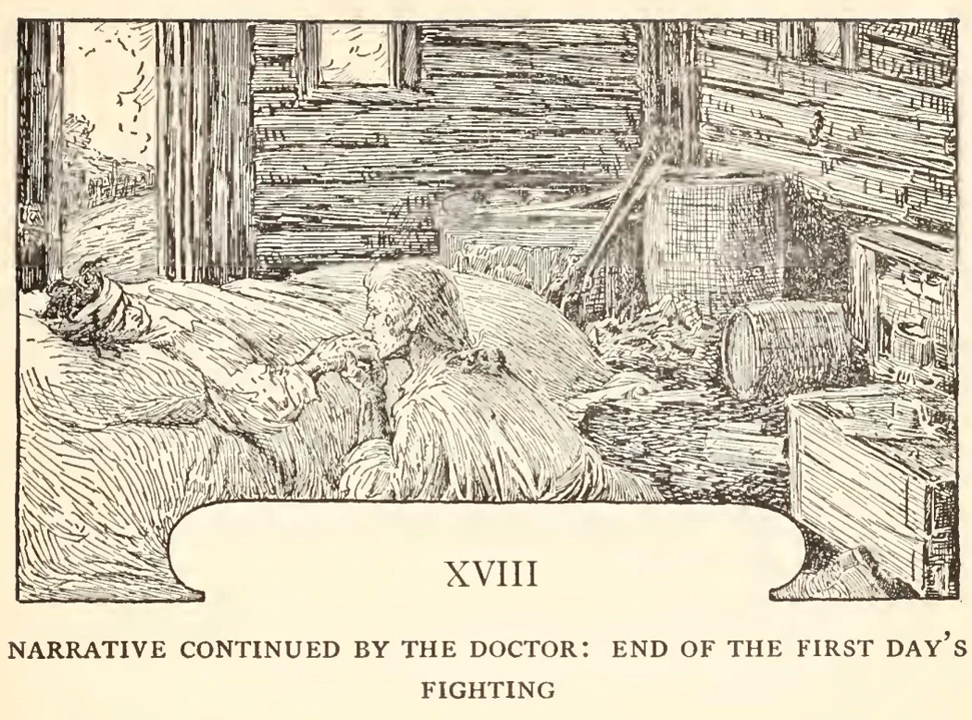 XVIII
NARRATIVE CONTINUED BY THE DOCTOR: END OF THE FIRST DAY'S
FIGHTING